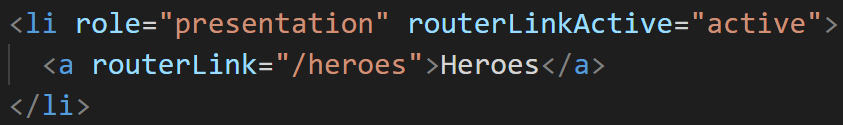 <li role="presentation" routerLinkActive="active">
  <a routerLink="/heroes">Heroes</a>
</li>